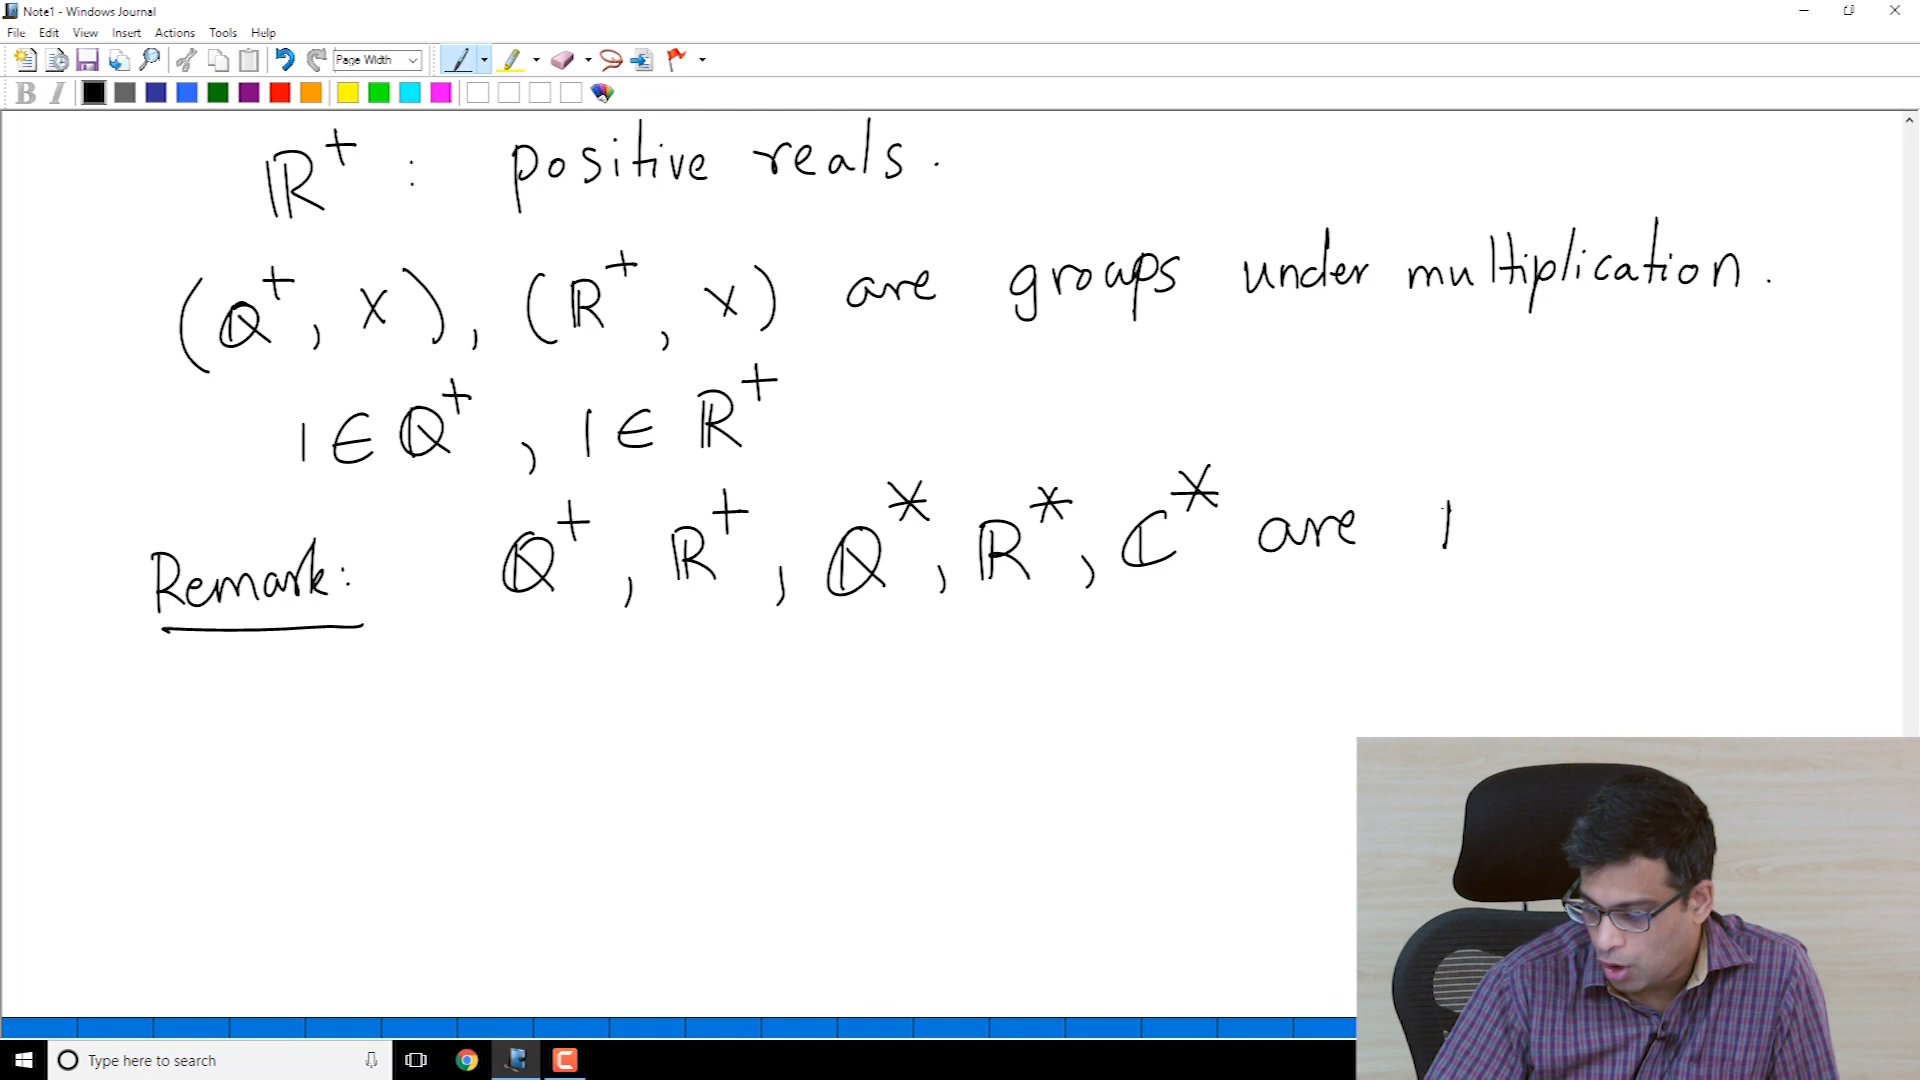 Note1 - Windows Journal
File Edit View Insert Actions Tools Help
Page Width
B I
ℝ⁺ : positive reals.
(ℚ⁺, ×), (ℝ⁺, ×) are groups under multiplication.
1 ∈ ℚ⁺, 1 ∈ ℝ⁺
Remark: ℚ⁺, ℝ⁺, ℚ*, ℝ*, ℂ* are
Type here to search